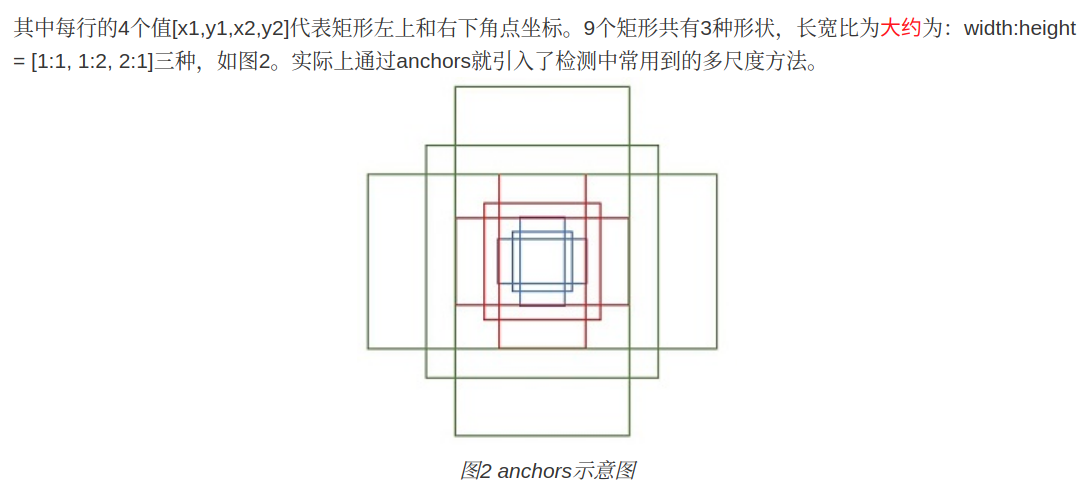 其中每行的4个值[x1,y1,x2,y2]代表矩形左上和右下角点坐标。9个矩形共有3种形状，长宽比为大约为：width:height
= [1:1, 1:2, 2:1]三种，如图2。实际上通过anchors就引入了检测中常用到的多尺度方法。
图2 anchors示意图